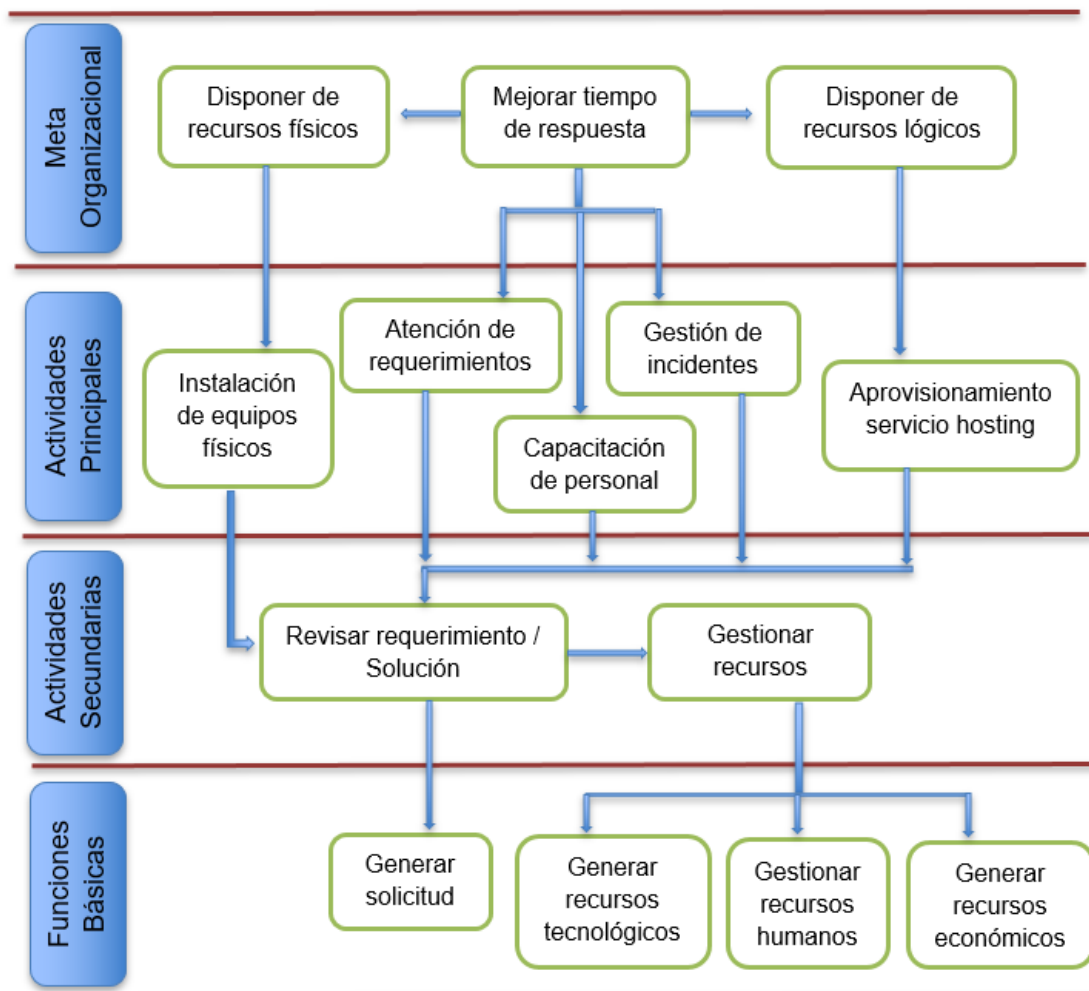 Meta
Organizacional
Disponer de
recursos físicos
Mejorar tiempo
de respuesta
Disponer de
recursos lógicos
Actividades
Principales
Instalación
de equipos
físicos
Atención de
requerimientos
Capacitación
de personal
Gestión de
incidentes
Aprovisionamiento
servicio hosting
Actividades
Secundarias
Revisar requerimiento /
Solución
Gestionar
recursos
Funciones
Básicas
Generar
solicitud
Generar
recursos
tecnológicos
Gestionar
recursos
humanos
Generar
recursos
económicos